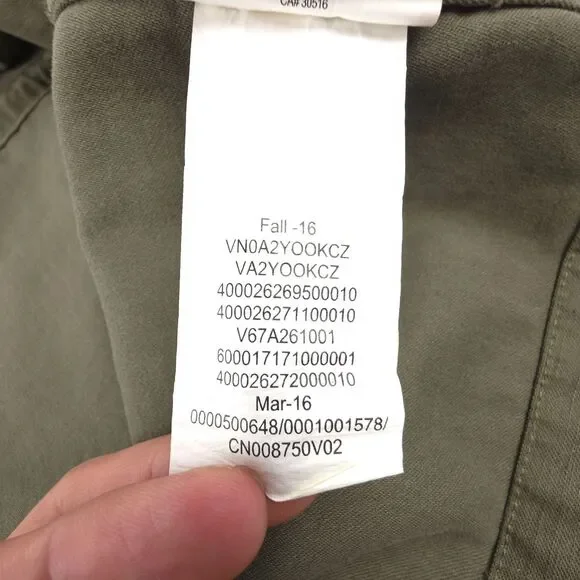 CA# 30516
Fall -16
VN0A2YOOKCZ
VA2YOOKCZ
400026269500010
400026271100010
V67A261001
600017171000001
400026272000010
Mar-16
0000500648/0001001578/
CN008750V02